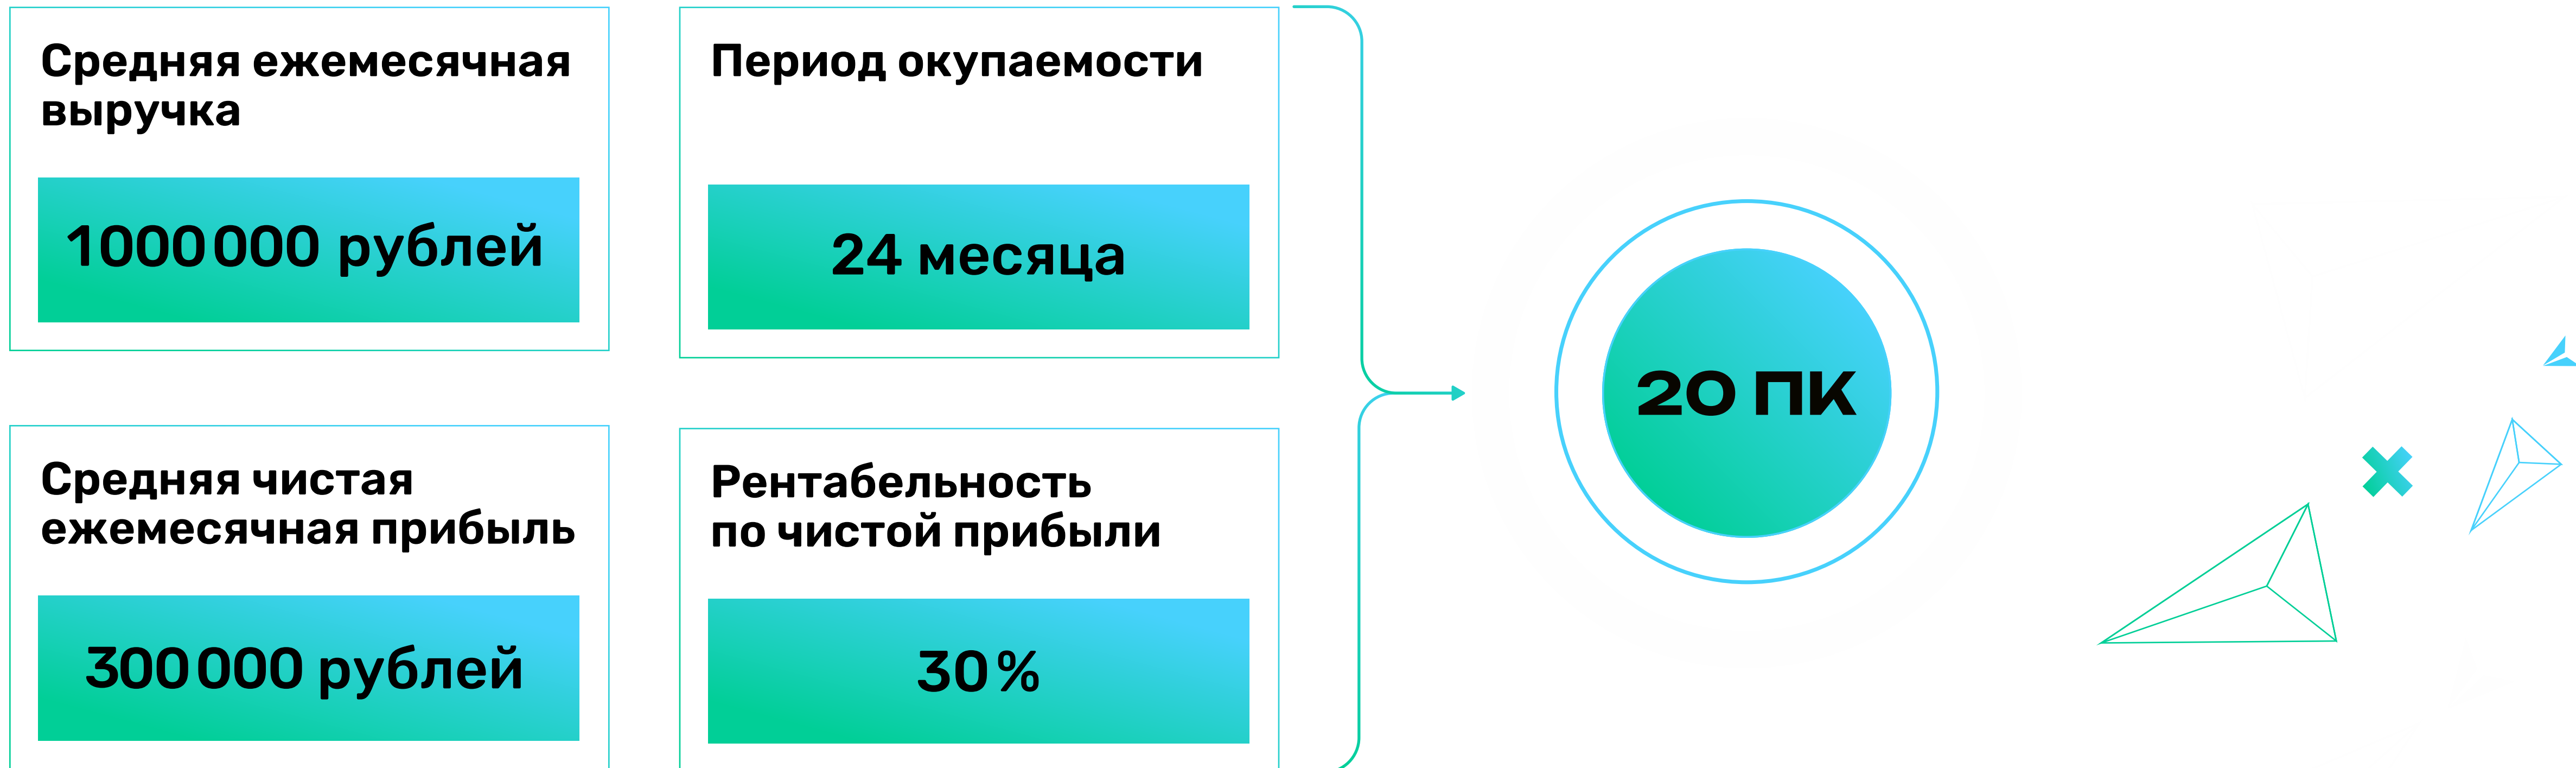 Средняя ежемесячная
выручка
1 000 000 рублей
Период окупаемости
24 месяца
Средняя чистая
ежемесячная прибыль
300 000 рублей
Рентабельность
по чистой прибыли
30 %
20 ПК